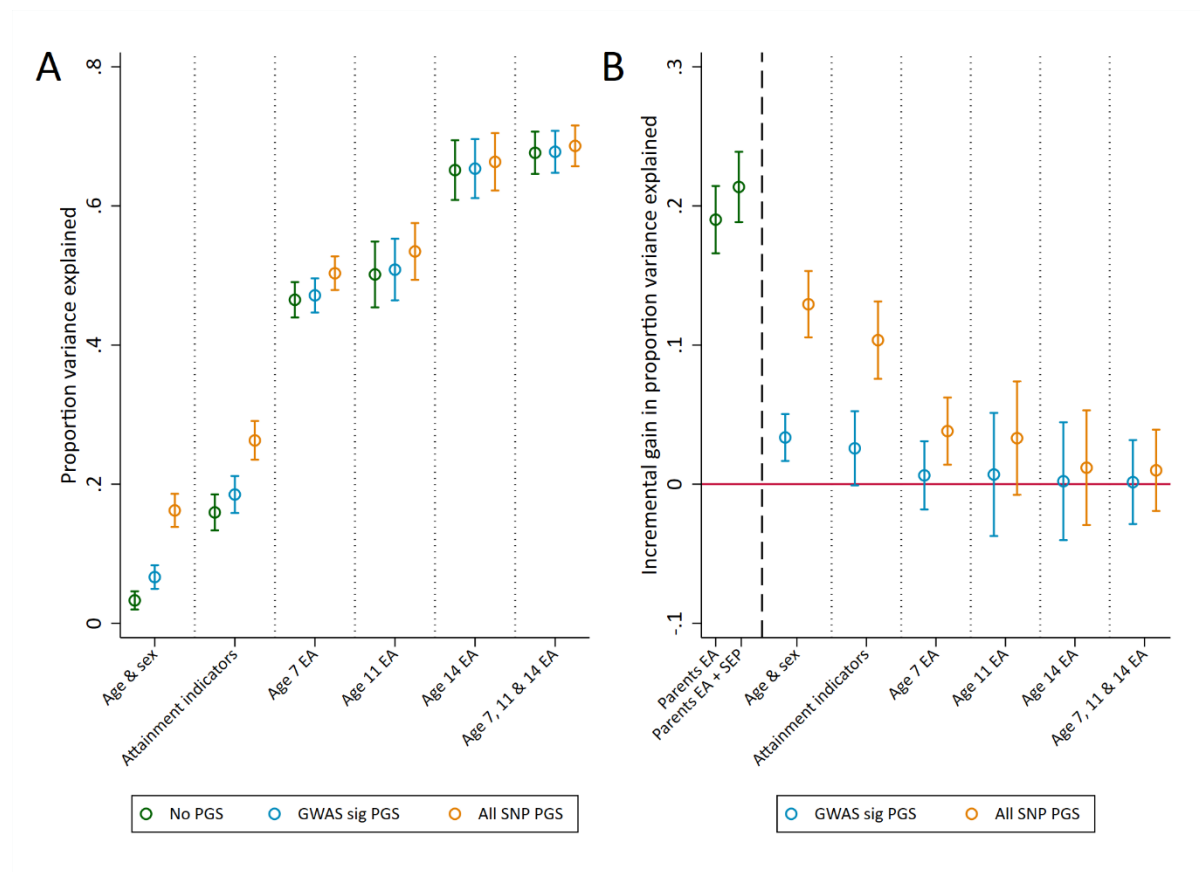 A
Proportion variance explained
.8
.6
.4
.2
0
Age & sex
Attainment indicators
Age 7 EA
Age 11 EA
Age 14 EA
Age 7, 11 & 14 EA
No PGS
GWAS sig PGS
All SNP PGS
B
Incremental gain in proportion variance explained
.3
.2
.1
0
-.1
Parents EA
Parents EA + SEP
Age & sex
Attainment indicators
Age 7 EA
Age 11 EA
Age 14 EA
Age 7, 11 & 14 EA
GWAS sig PGS
All SNP PGS